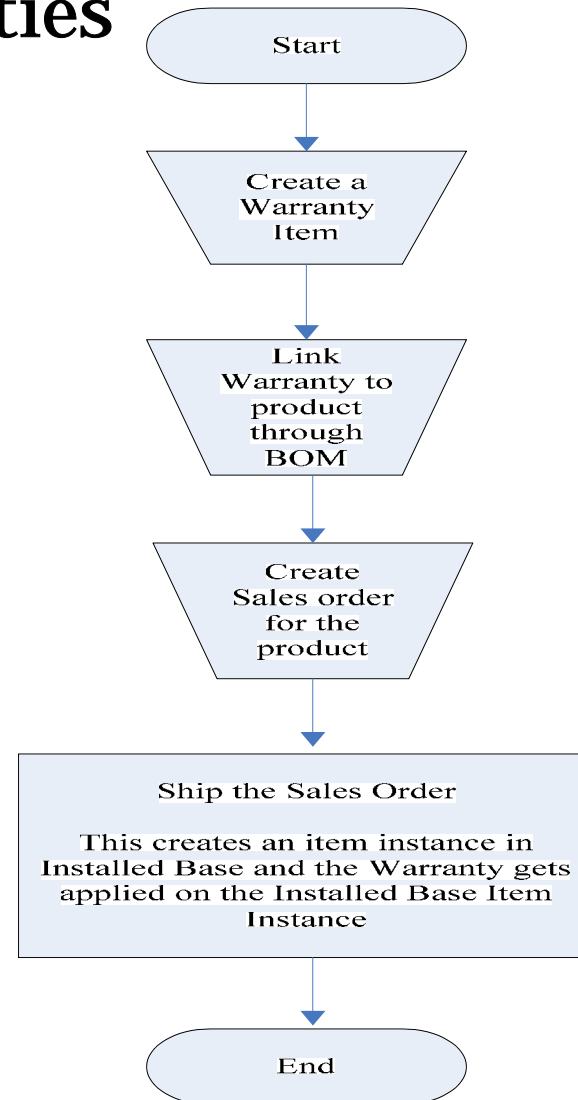 ties
Start
Create a
Warranty
Item
Link
Warranty to
product
through
BOM
Create
Sales order
for the
product
Ship the Sales Order
This creates an item instance in
Installed Base and the Warranty gets
applied on the Installed Base Item
Instance
End